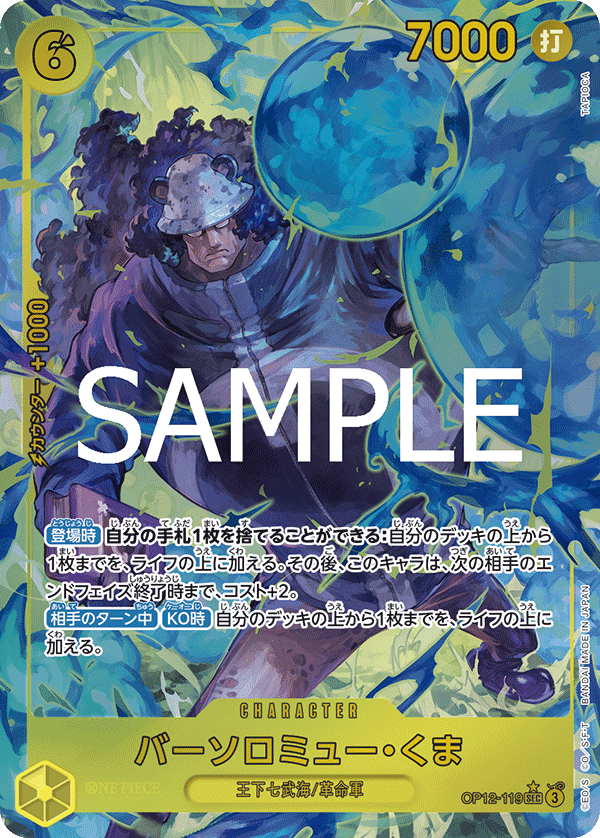 6
7000
打
TAPIOCA
カウンター +1000
SAMPLE
登場時 自分の手札1枚を捨てることができる：自分のデッキの上から
1枚までを、ライフの上に加える。その後、このキャラは、次の相手のエ
ンドフェイズ終了時まで、コスト+2。
相手のターン中 KO時 自分のデッキの上から1枚までを、ライフの上に
加える。
CHARACTER
バーソロミュー・くま
王下七武海/革命軍
ONE PIECE
OP12-119 SEC 3
©E.O/S. ©E.O./S.,F.T BANDAI MADE IN JAPAN